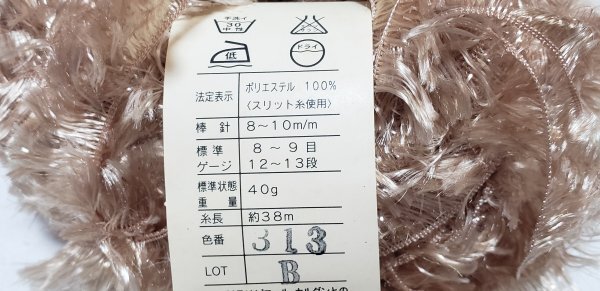 手洗イ
30
中性
低 ドライ
法定表示 ポリエステル 100%
(スリット糸使用)
棒針 8~10m/m
標準 8~9目
ゲージ 12~13段
標準状態
重量 40g
糸長 約38m
色番 313
LOT B